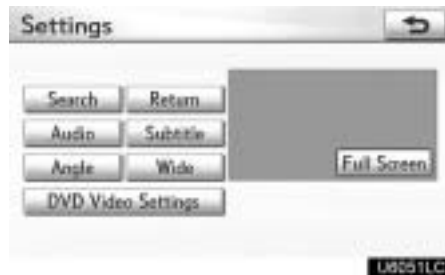 Settings
Search Return
Audio Subtitle
Angle Wide Full Screen
DVD Video Settings
U6051LC